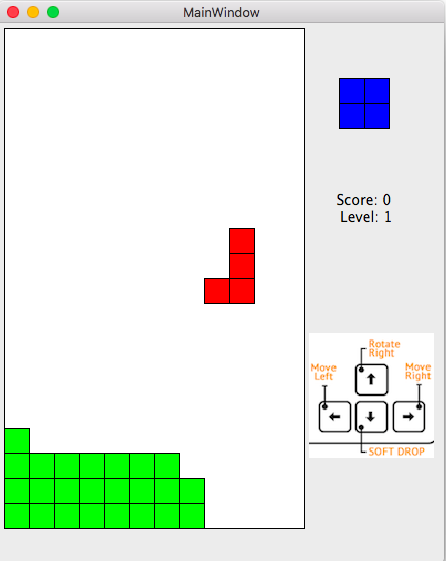 MainWindow
Score: 0
Level: 1
Rotate
Right
Move
Left
Move
Right
SOFT DROP